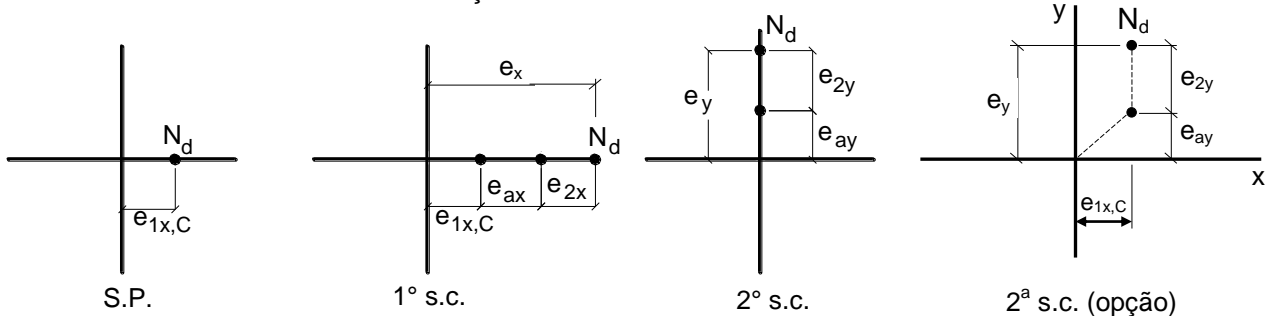 N_d
e_1x,C
S.P.
e_x
N_d
e_ax
e_2x
e_1x,C
1° s.c.
N_d
e_y
e_2y
e_ay
2° s.c.
y
N_d
e_y
e_2y
e_ay
x
e_1x,C
2ª s.c. (opção)